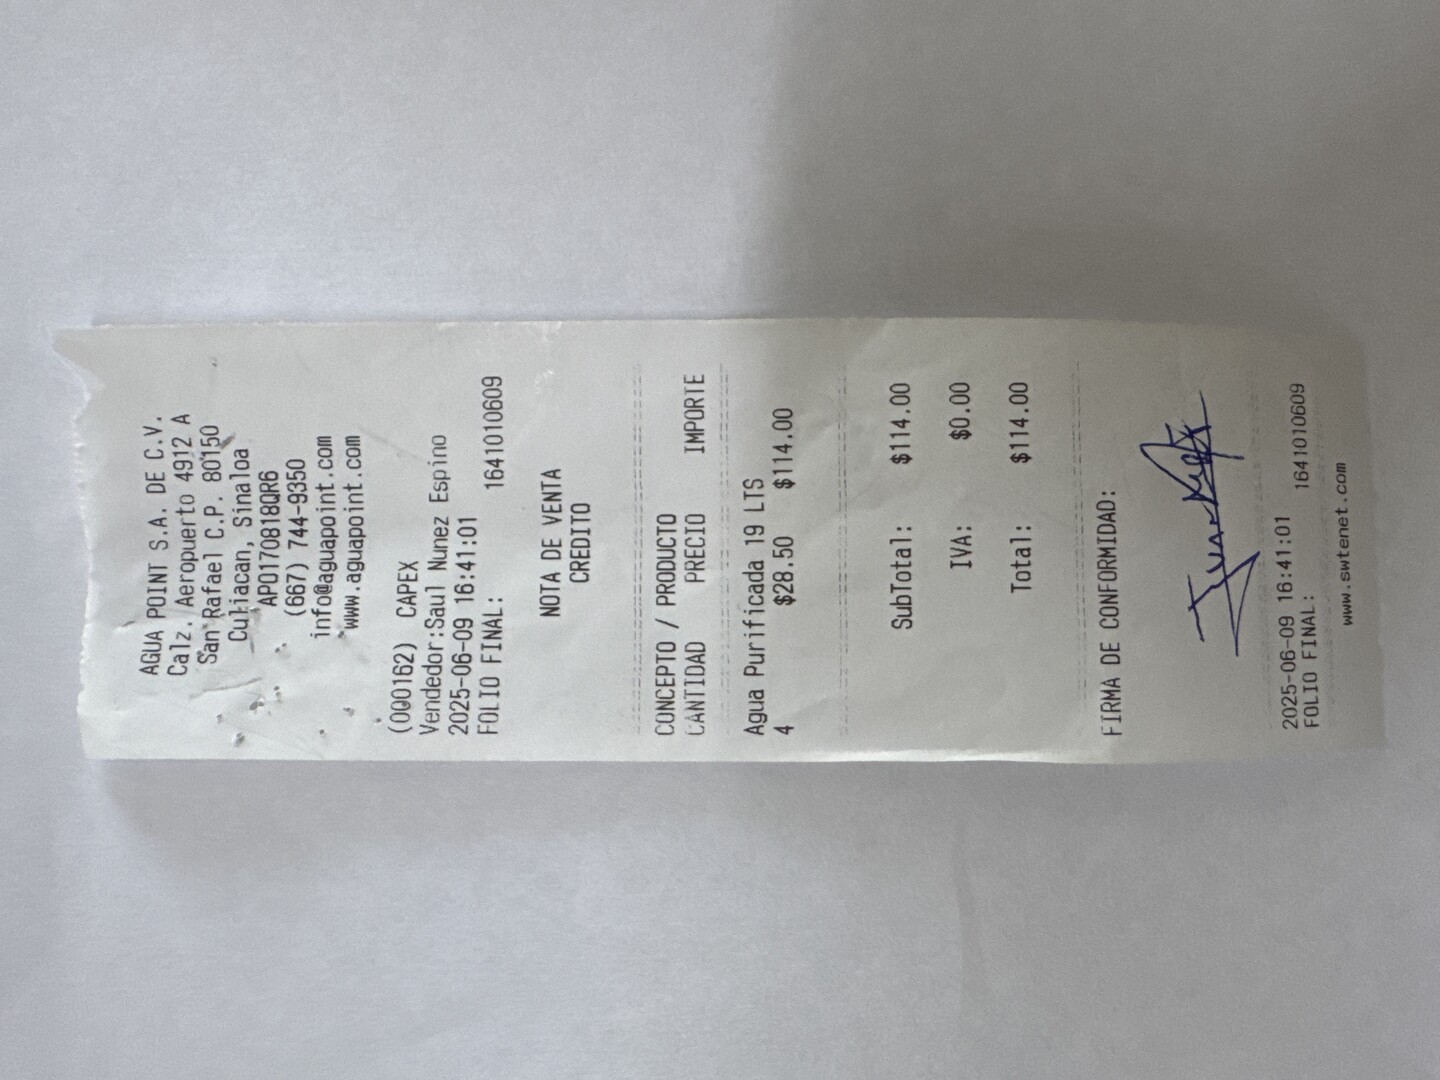 AGUA POINT S.A. DE C.V.
Calz. Aeropuerto 4912 A
San Rafael C.P. 80150
Culiacan, Sinaloa
APO170818QR6
(667) 744-9350
info@aguapoint.com
www.aguapoint.com
(0Q0162) CAPEX
Vendedor:Saul Nunez Espino
2025-06-09 16:41:01
FOLIO FINAL: 1641010609
NOTA DE VENTA
CREDITO
CONCEPTO / PRODUCTO
CANTIDAD PRECIO IMPORTE
Agua Purificada 19 LTS
4 $28.50 $114.00
SubTotal: $114.00
IVA: $0.00
Total: $114.00
FIRMA DE CONFORMIDAD:
2025-06-09 16:41:01
FOLIO FINAL: 1641010609
www.swtenet.com